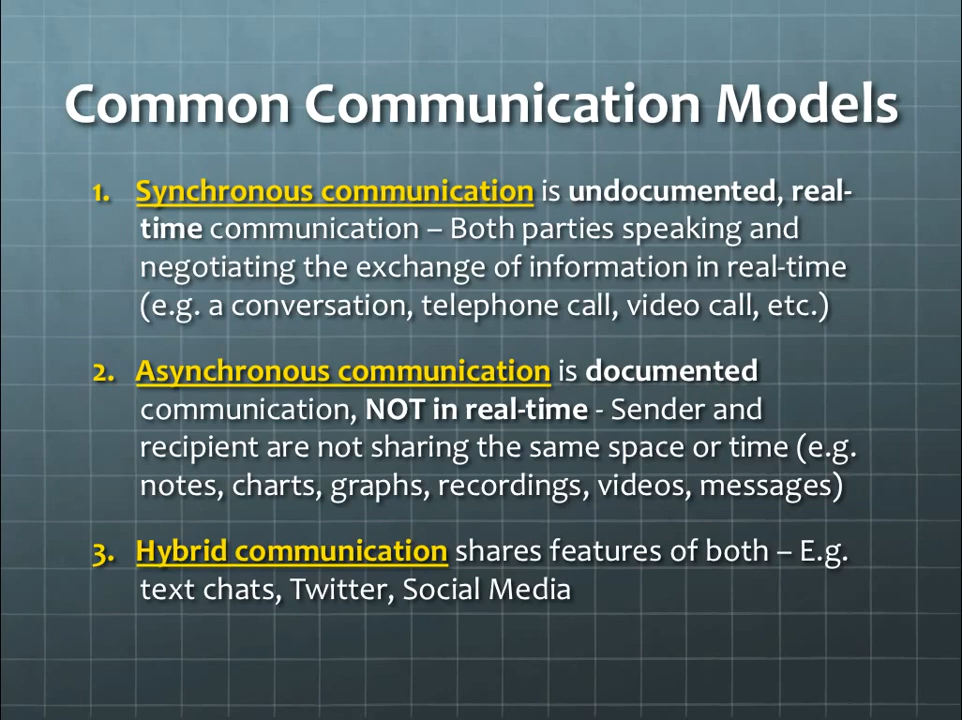 Common Communication Models
1. Synchronous communication is undocumented, real-
time communication – Both parties speaking and
negotiating the exchange of information in real-time
(e.g. a conversation, telephone call, video call, etc.)
2. Asynchronous communication is documented
communication, NOT in real-time - Sender and
recipient are not sharing the same space or time (e.g.
notes, charts, graphs, recordings, videos, messages)
3. Hybrid communication shares features of both – E.g.
text chats, Twitter, Social Media